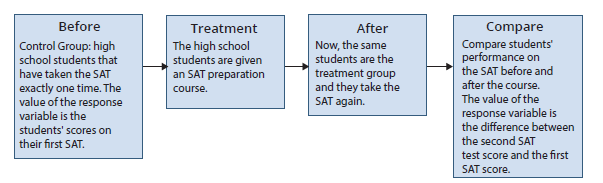 Before
Control Group: high
school students that
have taken the SAT
exactly one time. The
value of the response
variable is the
students' scores on
their first SAT.
Treatment
The high school
students are given
an SAT preparation
course.
After
Now, the same
students are the
treatment group
and they take the
SAT again.
Compare
Compare students'
performance on
the SAT before and
after the course.
The value of the
response variable is
the difference between
the second SAT
test score and the first
SAT score.